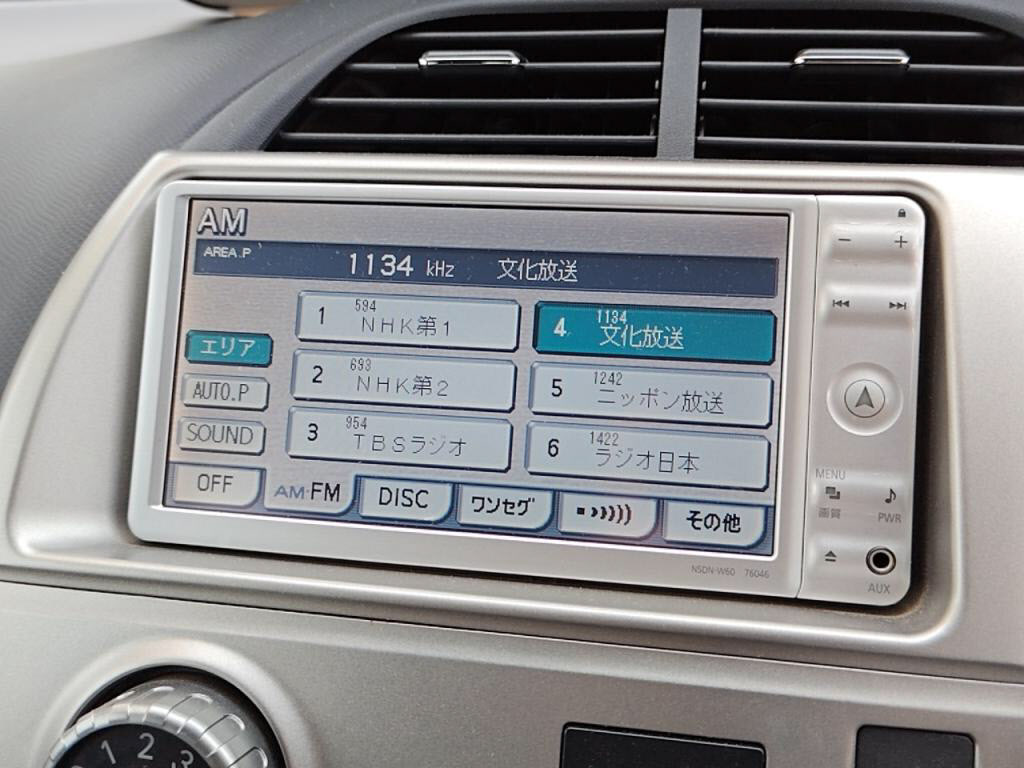 AM
AREA.P
1134 kHz 文化放送
1 594 NHK第1
4 1134 文化放送
エリア
2 693 NHK第2
5 1242 ニッポン放送
AUTO.P
3 954 TBSラジオ
6 1422 ラジオ日本
SOUND
OFF
AM・FM
DISC
ワンセグ
その他
NSDN-W60 76046
− +
MENU
画質
PWR
AUX
1 2 3